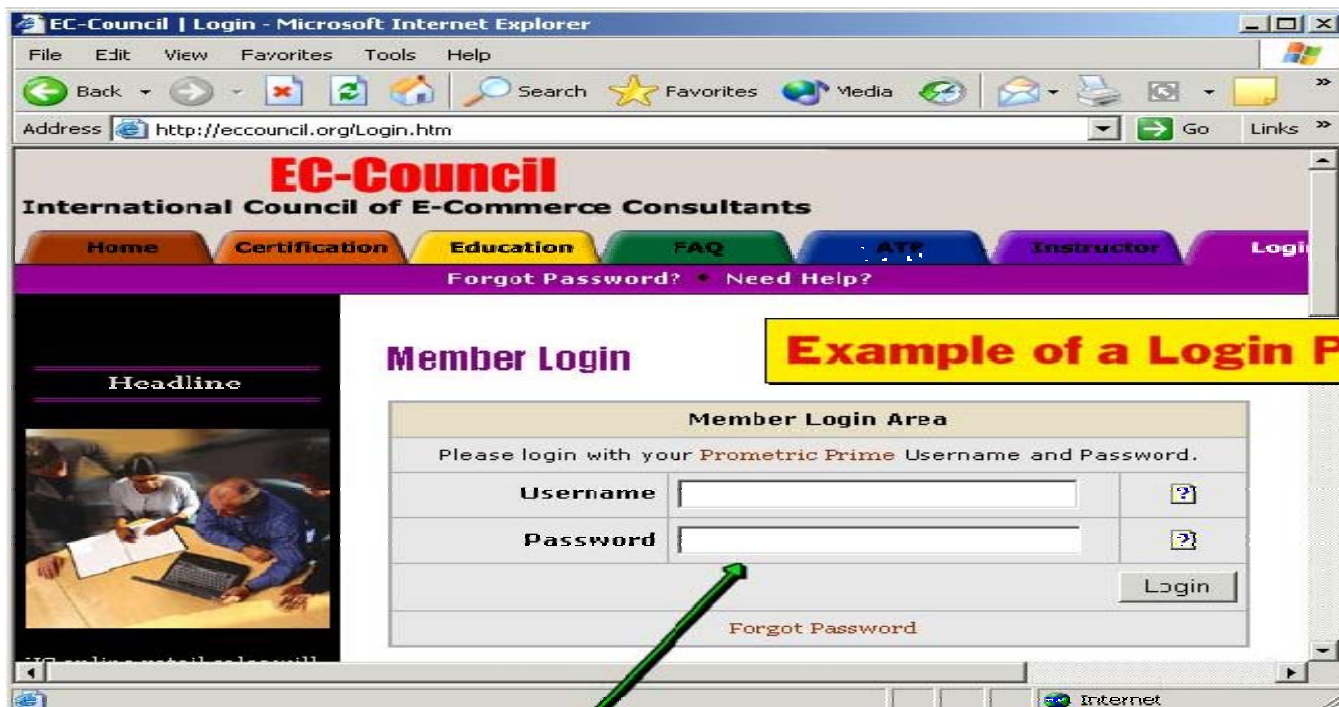 EC-Council | Login - Microsoft Internet Explorer
File Edit View Favorites Tools Help
Back Search Favorites Media
Address http://eccouncil.org/Login.htm Go Links
EC-Council
International Council of E-Commerce Consultants
Home Certification Education FAQ ATP Instructor Login
Forgot Password? Need Help?
Member Login
Example of a Login P
Headline
Member Login Area
Please login with your Prometric Prime Username and Password.
Username
Password
Login
Forgot Password
Internet